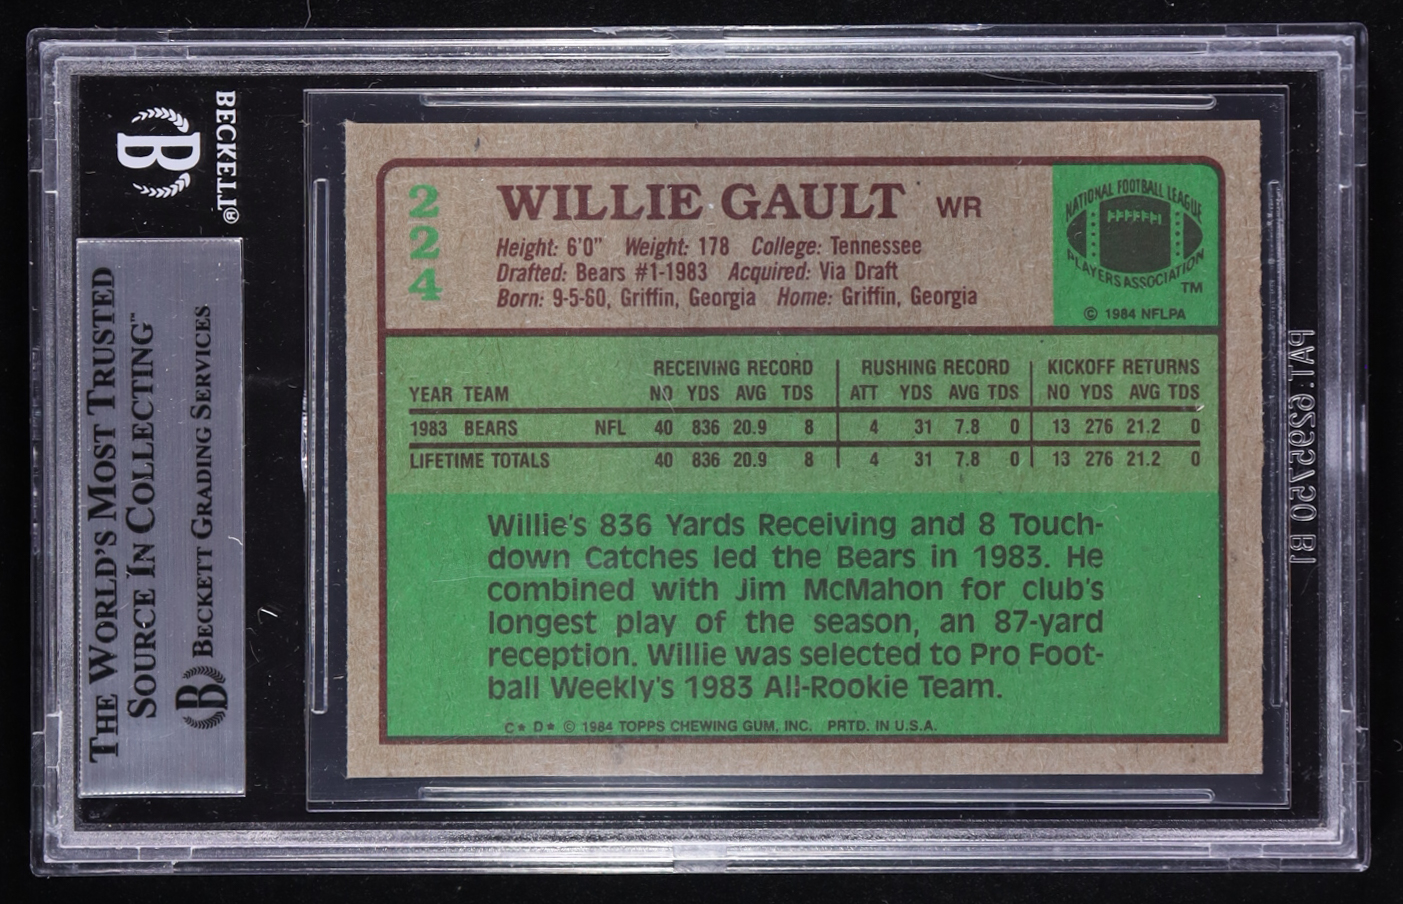 BECKETT®
B
THE WORLD'S MOST TRUSTED
SOURCE IN COLLECTING™
B BECKETT GRADING SERVICES
224
WILLIE GAULT WR
Height: 6'0" Weight: 178 College: Tennessee
Drafted: Bears #1-1983 Acquired: Via Draft
Born: 9-5-60, Griffin, Georgia Home: Griffin, Georgia
NATIONAL FOOTBALL LEAGUE
PLAYERS ASSOCIATION
TM
© 1984 NFLPA
RECEIVING RECORD RUSHING RECORD KICKOFF RETURNS
YEAR TEAM NO YDS AVG TDS ATT YDS AVG TDS NO YDS AVG TDS
1983 BEARS NFL 40 836 20.9 8 4 31 7.8 0 13 276 21.2 0
LIFETIME TOTALS 40 836 20.9 8 4 31 7.8 0 13 276 21.2 0
Willie's 836 Yards Receiving and 8 Touch-
down Catches led the Bears in 1983. He
combined with Jim McMahon for club's
longest play of the season, an 87-yard
reception. Willie was selected to Pro Foot-
ball Weekly's 1983 All-Rookie Team.
C* D* © 1984 TOPPS CHEWING GUM, INC. PRTD. IN U.S.A.
PAT: 6295750 B1